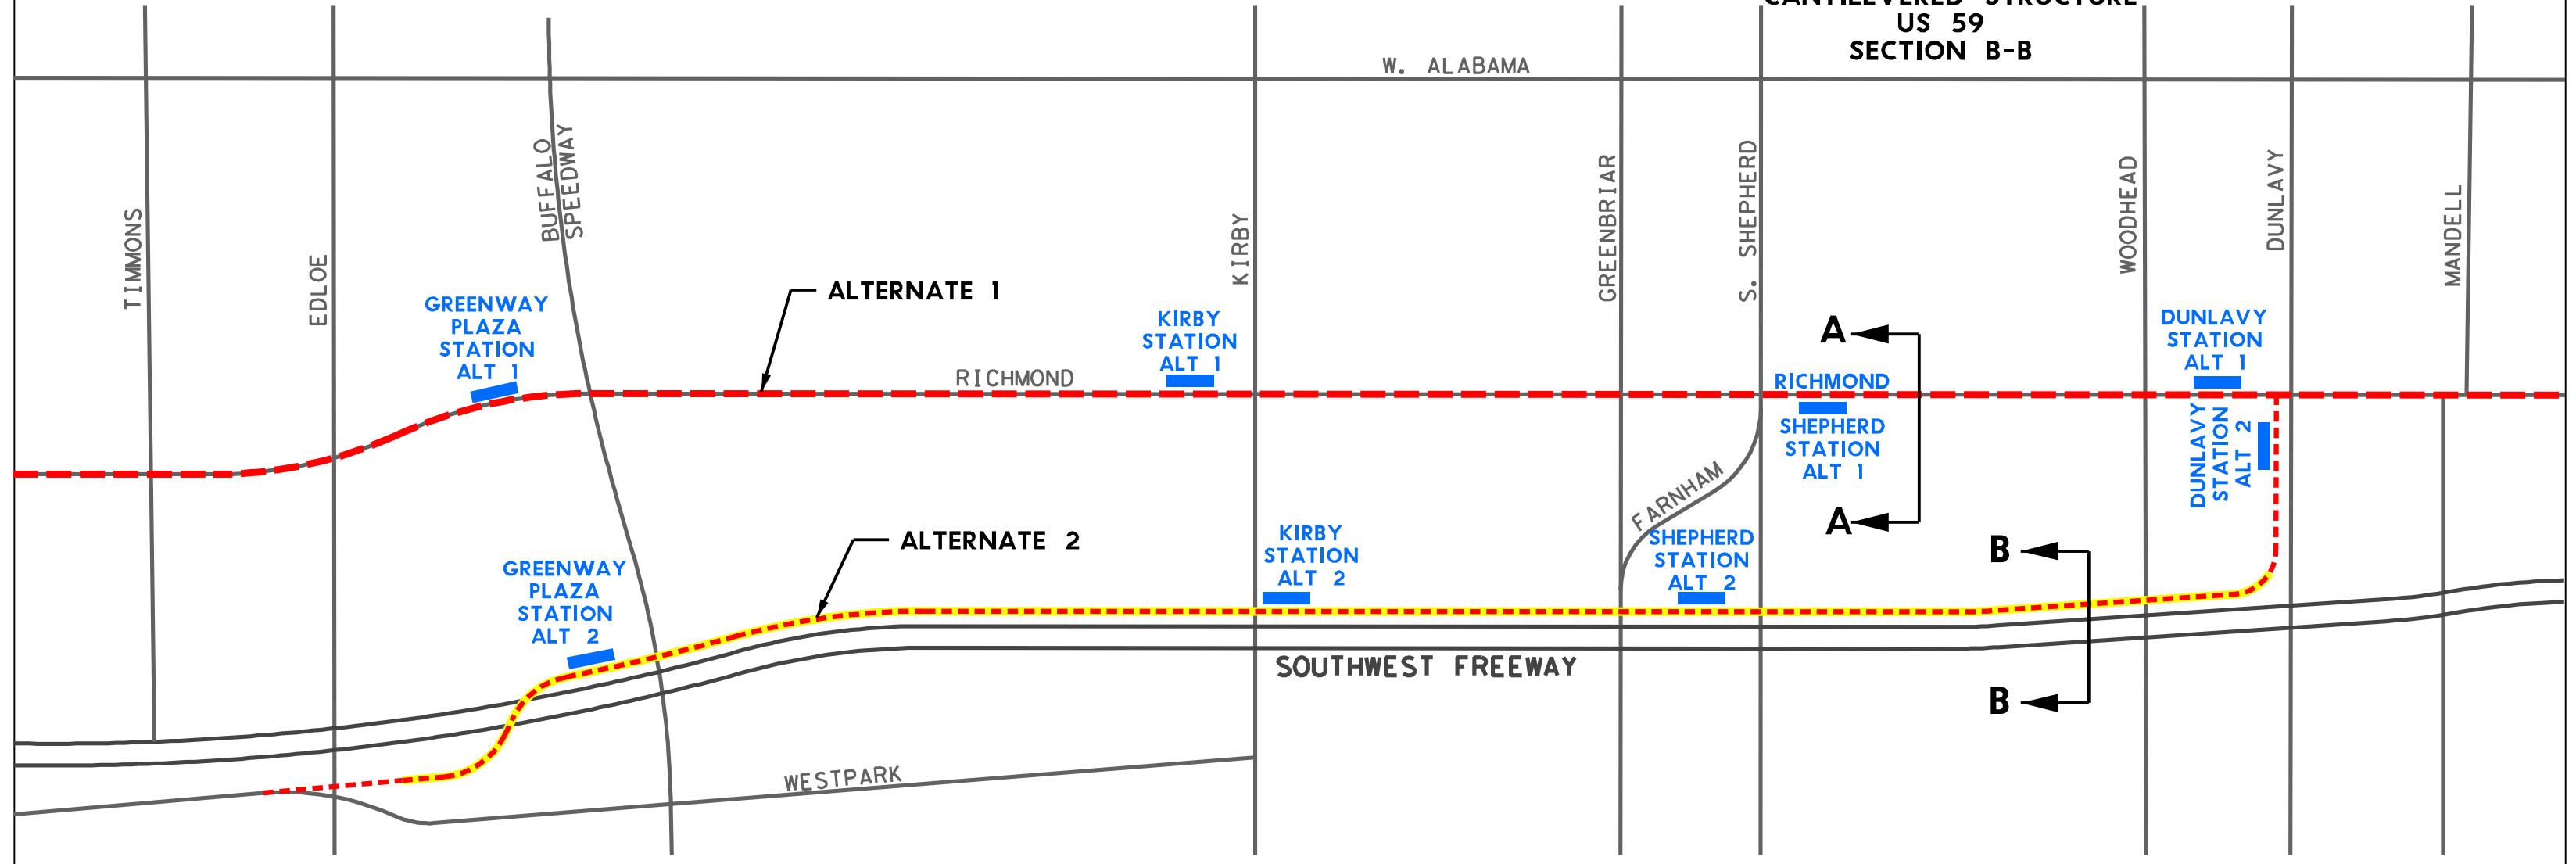 CANTILEVERED STRUCTURE
US 59
SECTION B-B
W. ALABAMA
TIMMONS
EDLOE
BUFFALO
SPEEDWAY
KIRBY
GREENBRIAR
S. SHEPHERD
WOODHEAD
DUNLAVY
MANDELL
GREENWAY
PLAZA
STATION
ALT 1
ALTERNATE 1
RICHMOND
KIRBY
STATION
ALT 1
RICHMOND
SHEPHERD
STATION
ALT 1
A
A
DUNLAVY
STATION
ALT 1
DUNLAVY
STATION
ALT 2
FARNHAM
GREENWAY
PLAZA
STATION
ALT 2
ALTERNATE 2
KIRBY
STATION
ALT 2
SHEPHERD
STATION
ALT 2
B
B
SOUTHWEST FREEWAY
WESTPARK